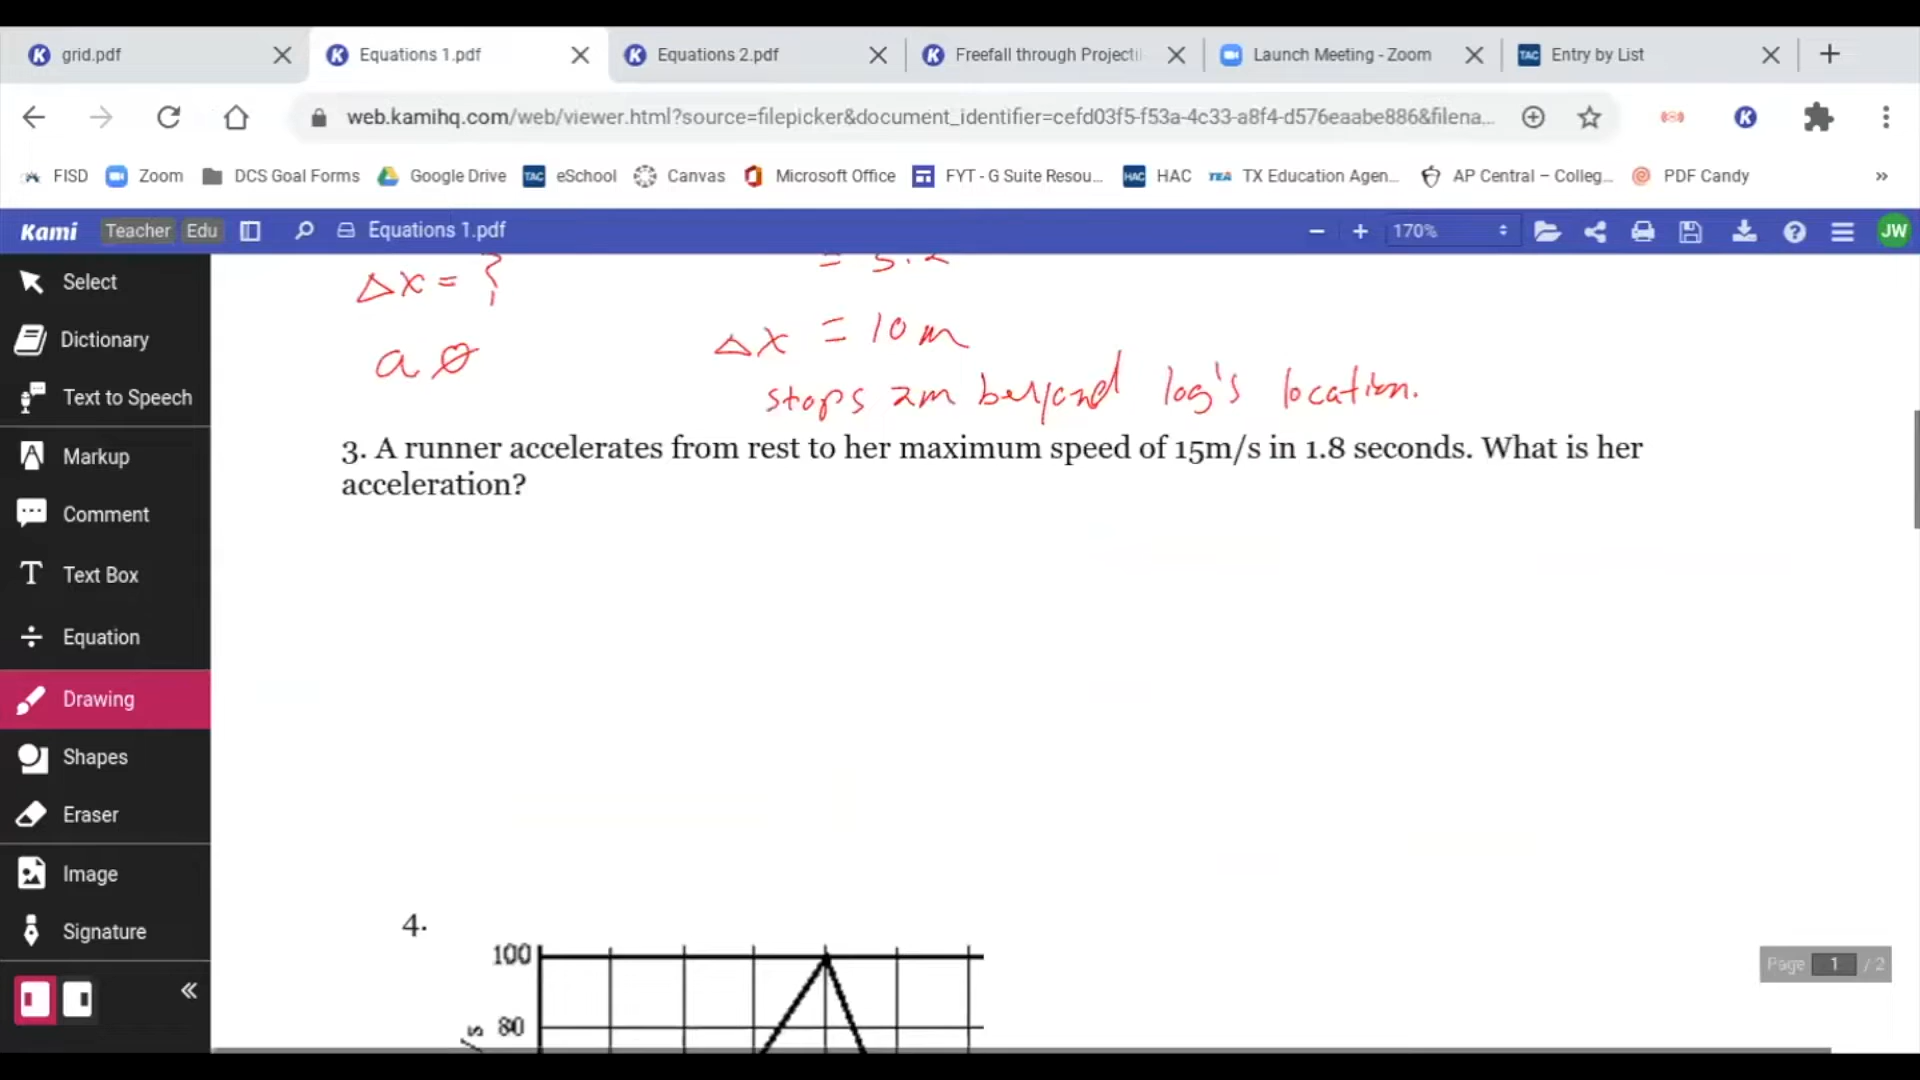 grid.pdf
Equations 1.pdf
Equations 2.pdf
Freefall through Projectil
Launch Meeting - Zoom
TAC
Entry by List
web.kamihq.com/web/viewer.html?source=filepicker&document_identifier=cefd03f5-f53a-4c33-a8f4-d576eaabe886&filena...
FISD
Zoom
DCS Goal Forms
Google Drive
TAC
eSchool
Canvas
Microsoft Office
FYT - G Suite Resou...
HAC
HAC
TEA
TX Education Agen...
AP Central – Colleg...
PDF Candy
»
Kami
Teacher
Edu
Equations 1.pdf
170%
JW
Select
Dictionary
Text to Speech
Markup
Comment
Text Box
Equation
Drawing
Shapes
Eraser
Image
Signature
Δx = ?
a ∅
Δx = 10 m
stops 2m beyond log's location.
3. A runner accelerates from rest to her maximum speed of 15m/s in 1.8 seconds. What is her
acceleration?
4.
100
80
/s
Page 1 / 2